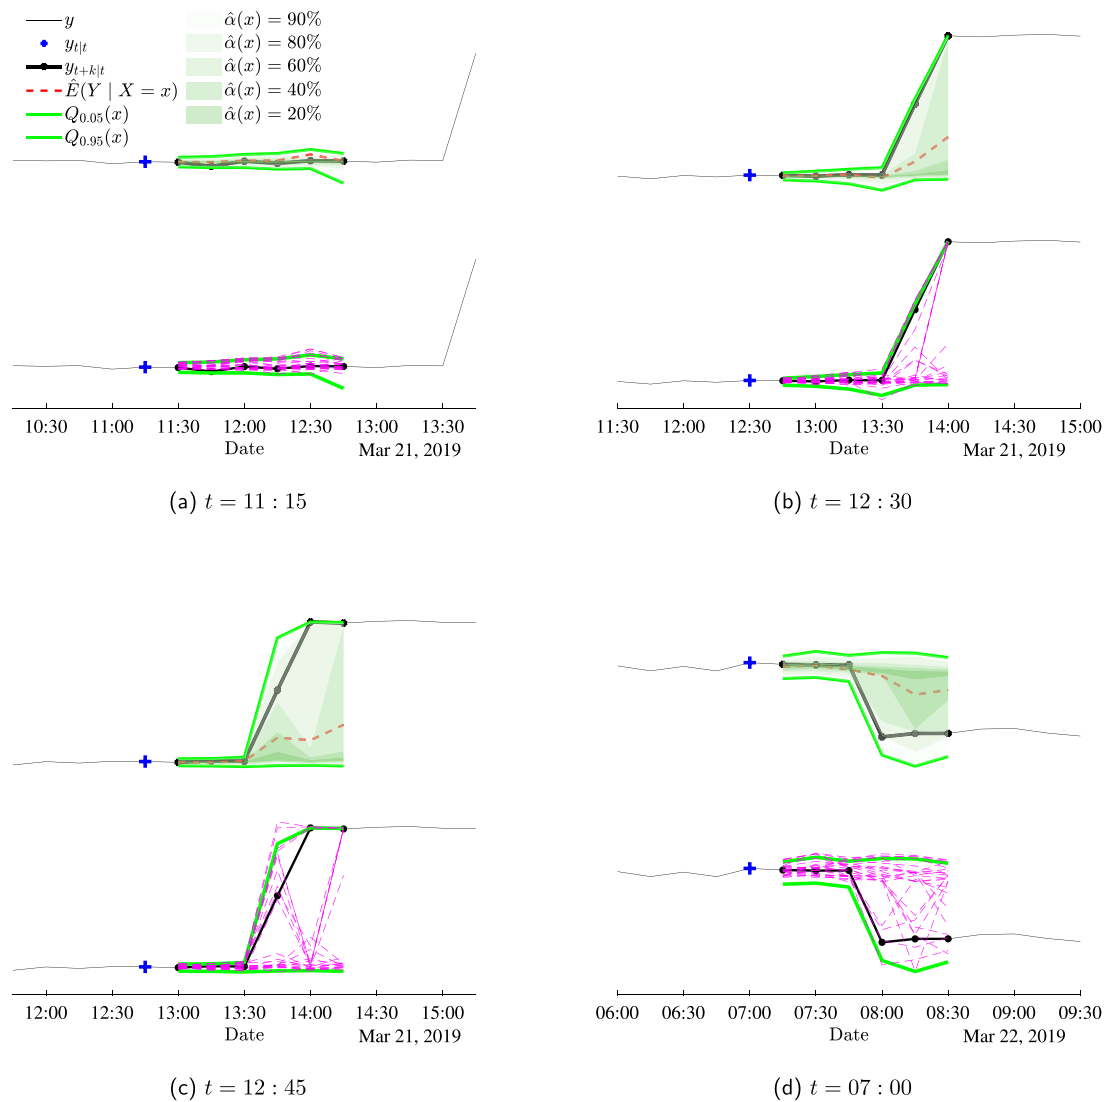 y
y_{t|t}
y_{t+k|t}
Ê(Y | X = x)
Q_{0.05}(x)
Q_{0.95}(x)
α̂(x) = 90%
α̂(x) = 80%
α̂(x) = 60%
α̂(x) = 40%
α̂(x) = 20%
10:30 11:00 11:30 12:00 12:30 13:00 13:30
Date
Mar 21, 2019
(a) t = 11 : 15
11:30 12:00 12:30 13:00 13:30 14:00 14:30 15:00
Date
Mar 21, 2019
(b) t = 12 : 30
12:00 12:30 13:00 13:30 14:00 14:30 15:00
Date
Mar 21, 2019
(c) t = 12 : 45
06:00 06:30 07:00 07:30 08:00 08:30 09:00 09:30
Date
Mar 22, 2019
(d) t = 07 : 00